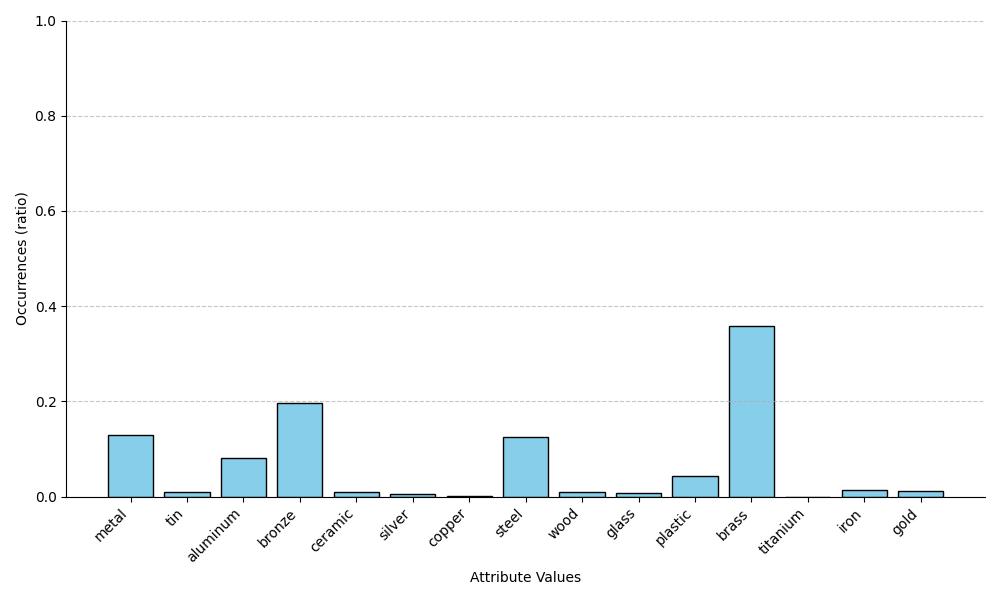 1.0
0.8
0.6
0.4
0.2
0.0
Occurrences (ratio)
metal
tin
aluminum
bronze
ceramic
silver
copper
steel
wood
glass
plastic
brass
titanium
iron
gold
Attribute Values